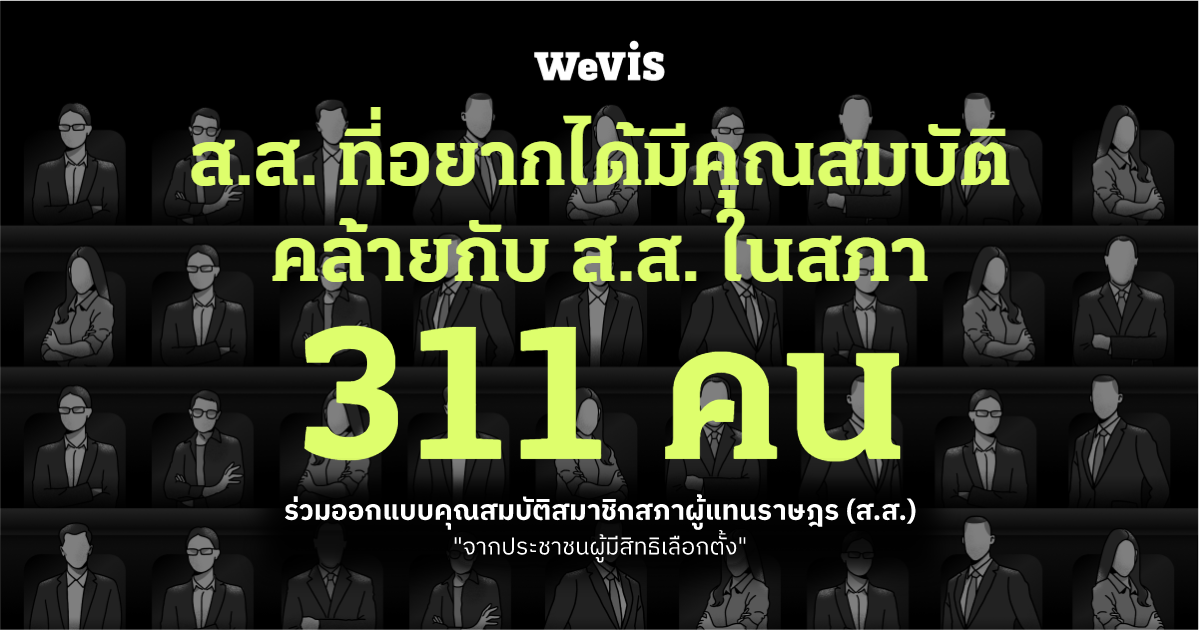 WeVIS
ส.ส. ที่อยากได้มีคุณสมบัติ
คล้ายกับ ส.ส. ในสภา
311 คน
ร่วมออกแบบคุณสมบัติสมาชิกสภาผู้แทนราษฎร (ส.ส.)
"จากประชาชนผู้มีสิทธิเลือกตั้ง"